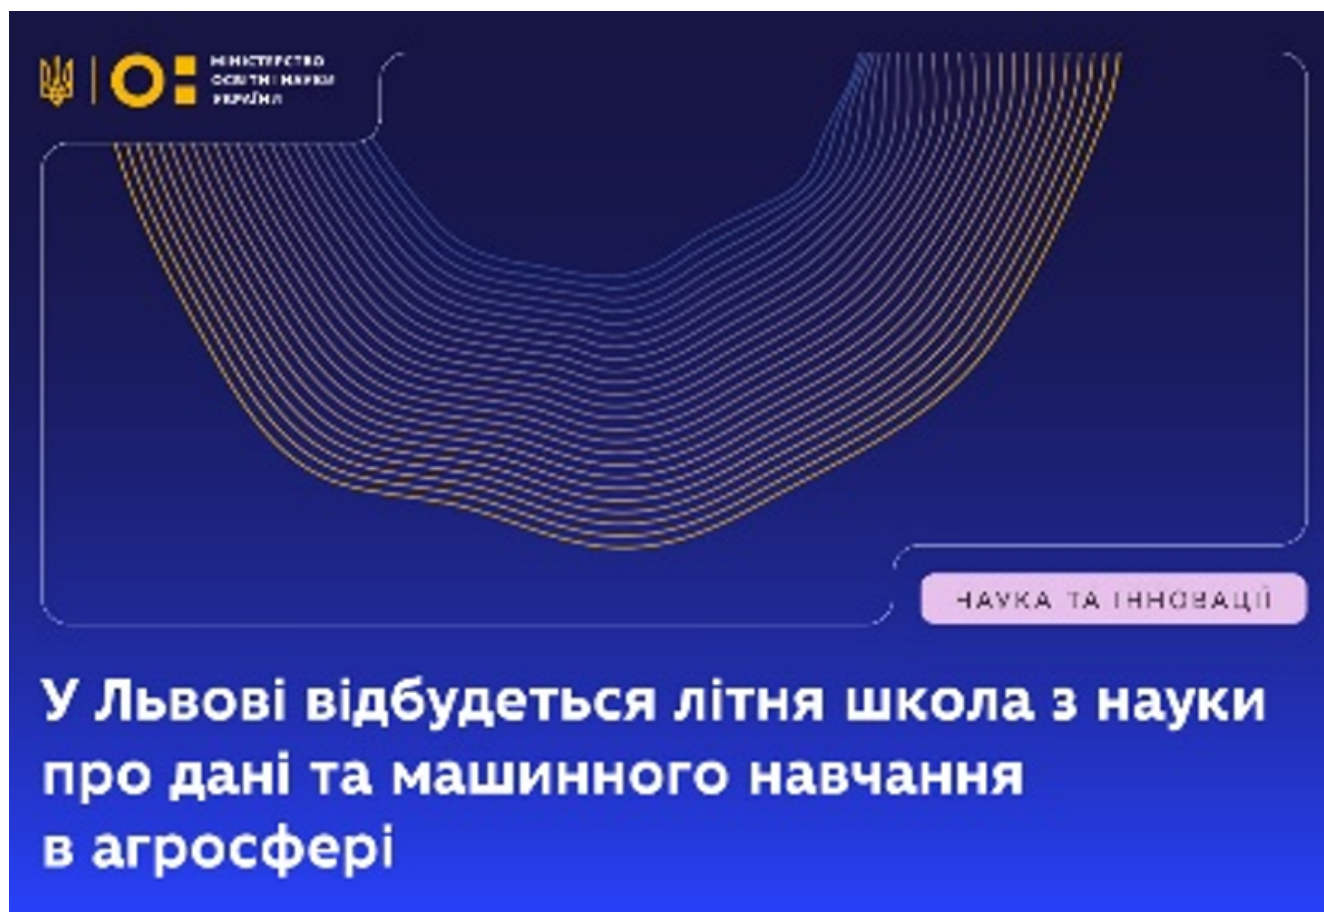 МІНІСТЕРСТВО
ОСВІТИ І НАУКИ
УКРАЇНИ
НАУКА ТА ІННОВАЦІЇ
У Львові відбудеться літня школа з науки
про дані та машинного навчання
в агросфері